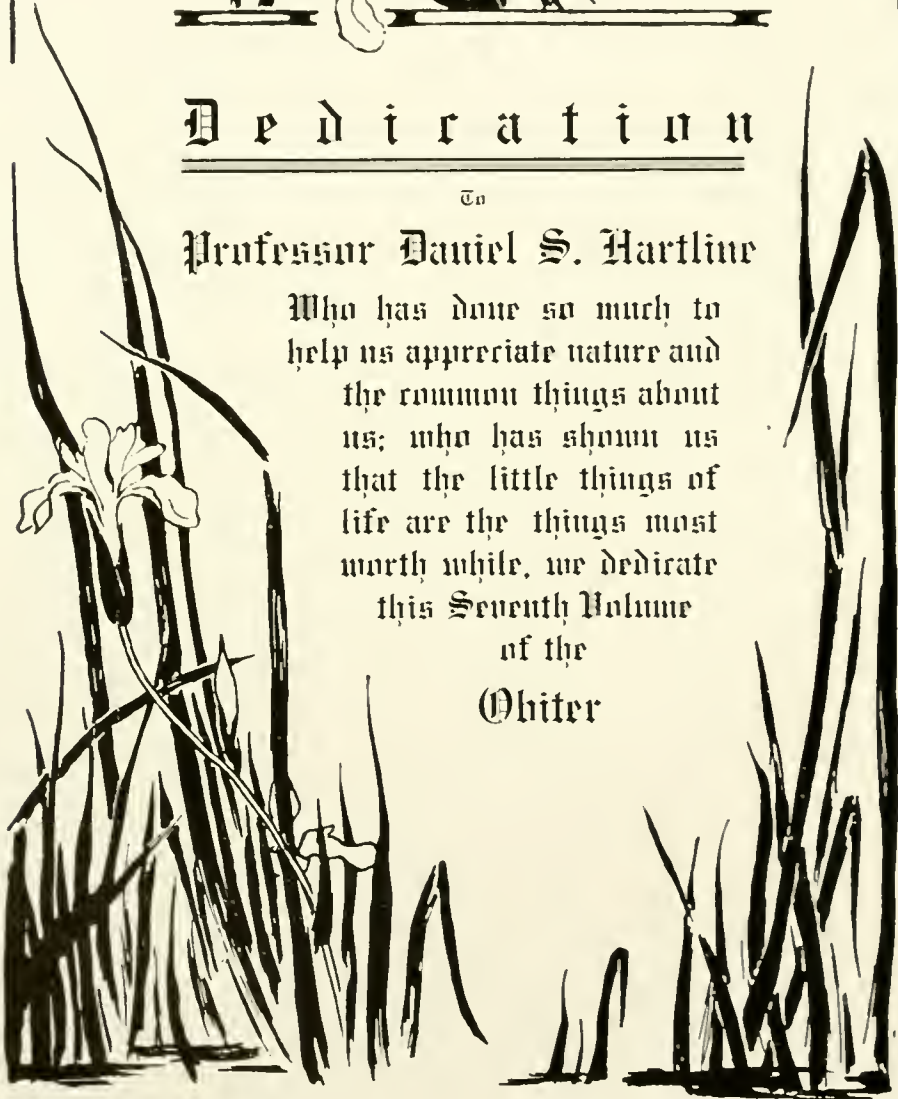 Dedication
To
Professor Daniel S. Hartline
Who has done so much to
help us appreciate nature and
the common things about
us; who has shown us
that the little things of
life are the things most
worth while, we dedicate
this Seventh Volume
of the
Obiter